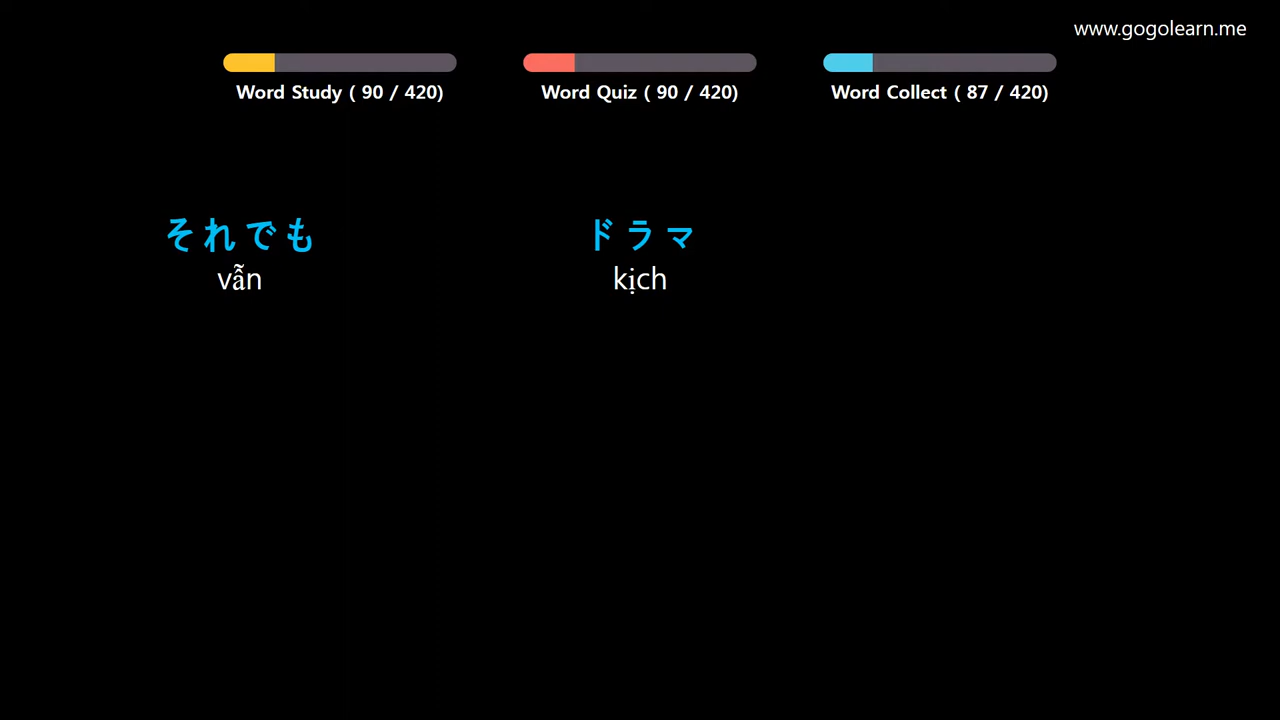 www.gogolearn.me
Word Study ( 90 / 420)
Word Quiz ( 90 / 420)
Word Collect ( 87 / 420)
それでも
vẫn
ドラマ
kịch